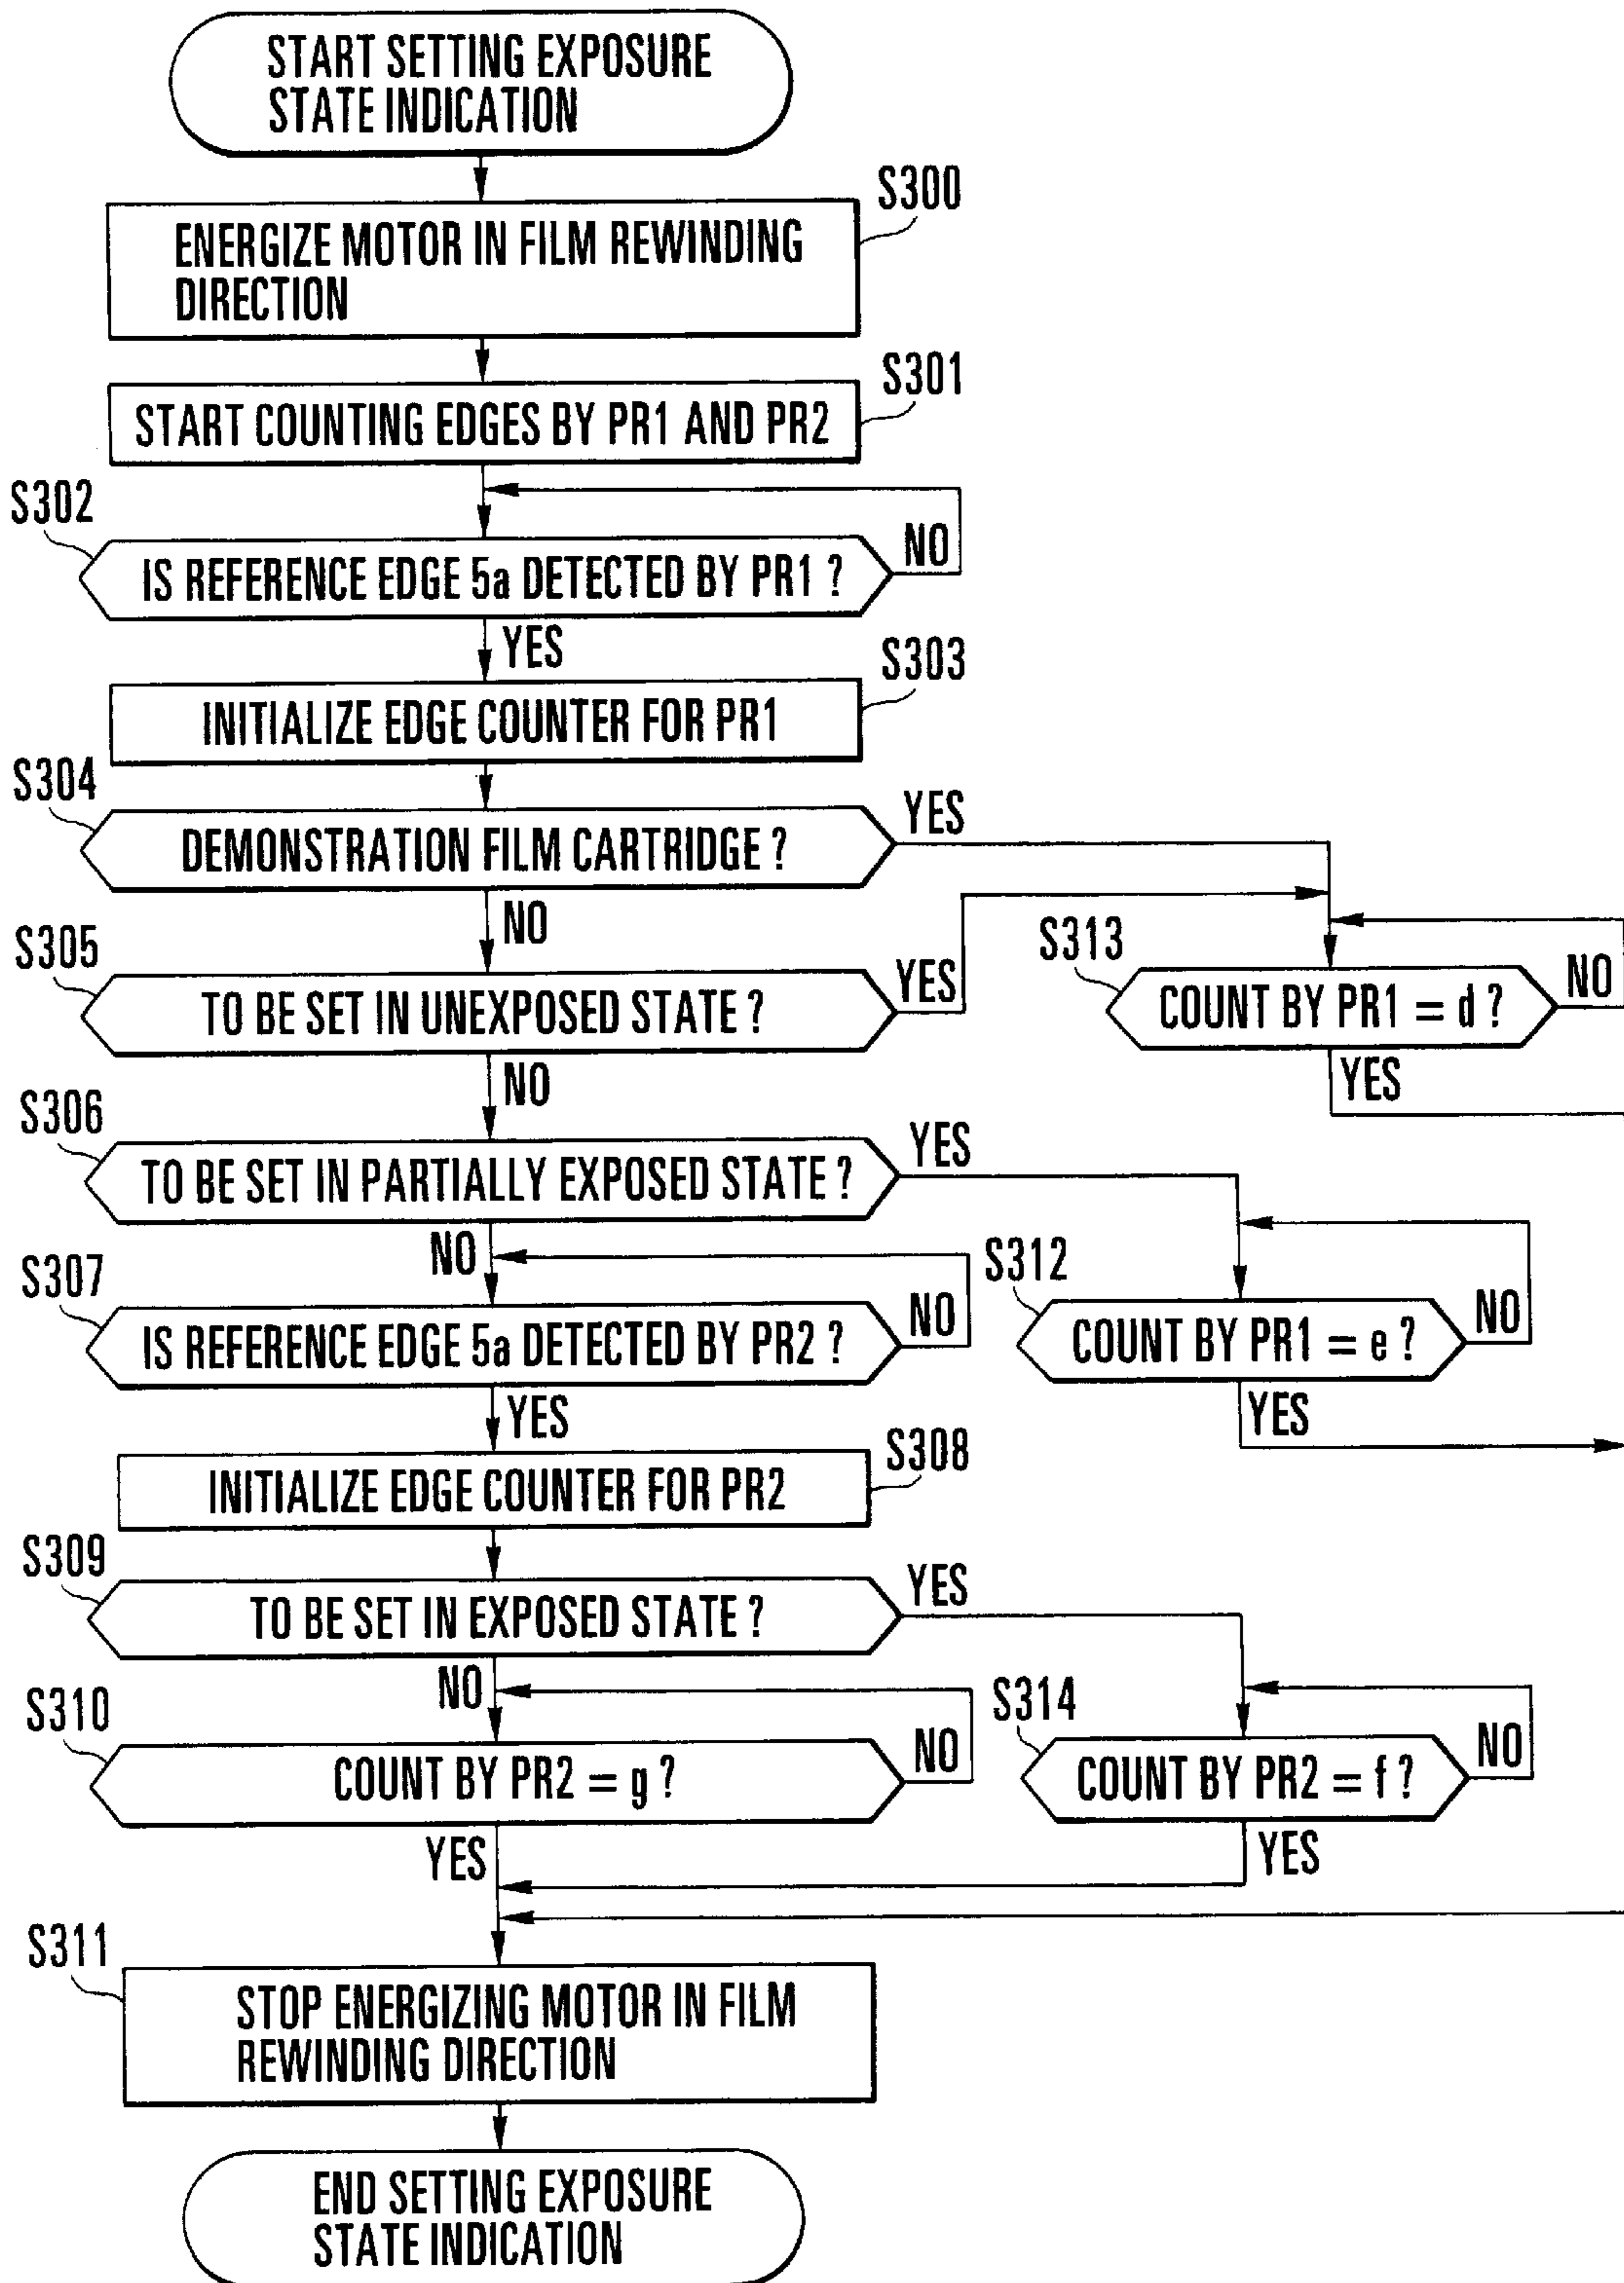 START SETTING EXPOSURE
STATE INDICATION
S300
ENERGIZE MOTOR IN FILM REWINDING
DIRECTION
S301
START COUNTING EDGES BY PR1 AND PR2
S302
NO
IS REFERENCE EDGE 5a DETECTED BY PR1 ?
YES
S303
INITIALIZE EDGE COUNTER FOR PR1
S304
YES
DEMONSTRATION FILM CARTRIDGE ?
NO
S305
YES
TO BE SET IN UNEXPOSED STATE ?
S313
NO
COUNT BY PR1 = d ?
YES
NO
S306
YES
TO BE SET IN PARTIALLY EXPOSED STATE ?
NO
S307
NO
IS REFERENCE EDGE 5a DETECTED BY PR2 ?
S312
NO
COUNT BY PR1 = e ?
YES
YES
S308
INITIALIZE EDGE COUNTER FOR PR2
S309
YES
TO BE SET IN EXPOSED STATE ?
NO
S310
NO
COUNT BY PR2 = g ?
S314
NO
COUNT BY PR2 = f ?
YES
YES
S311
STOP ENERGIZING MOTOR IN FILM
REWINDING DIRECTION
END SETTING EXPOSURE
STATE INDICATION